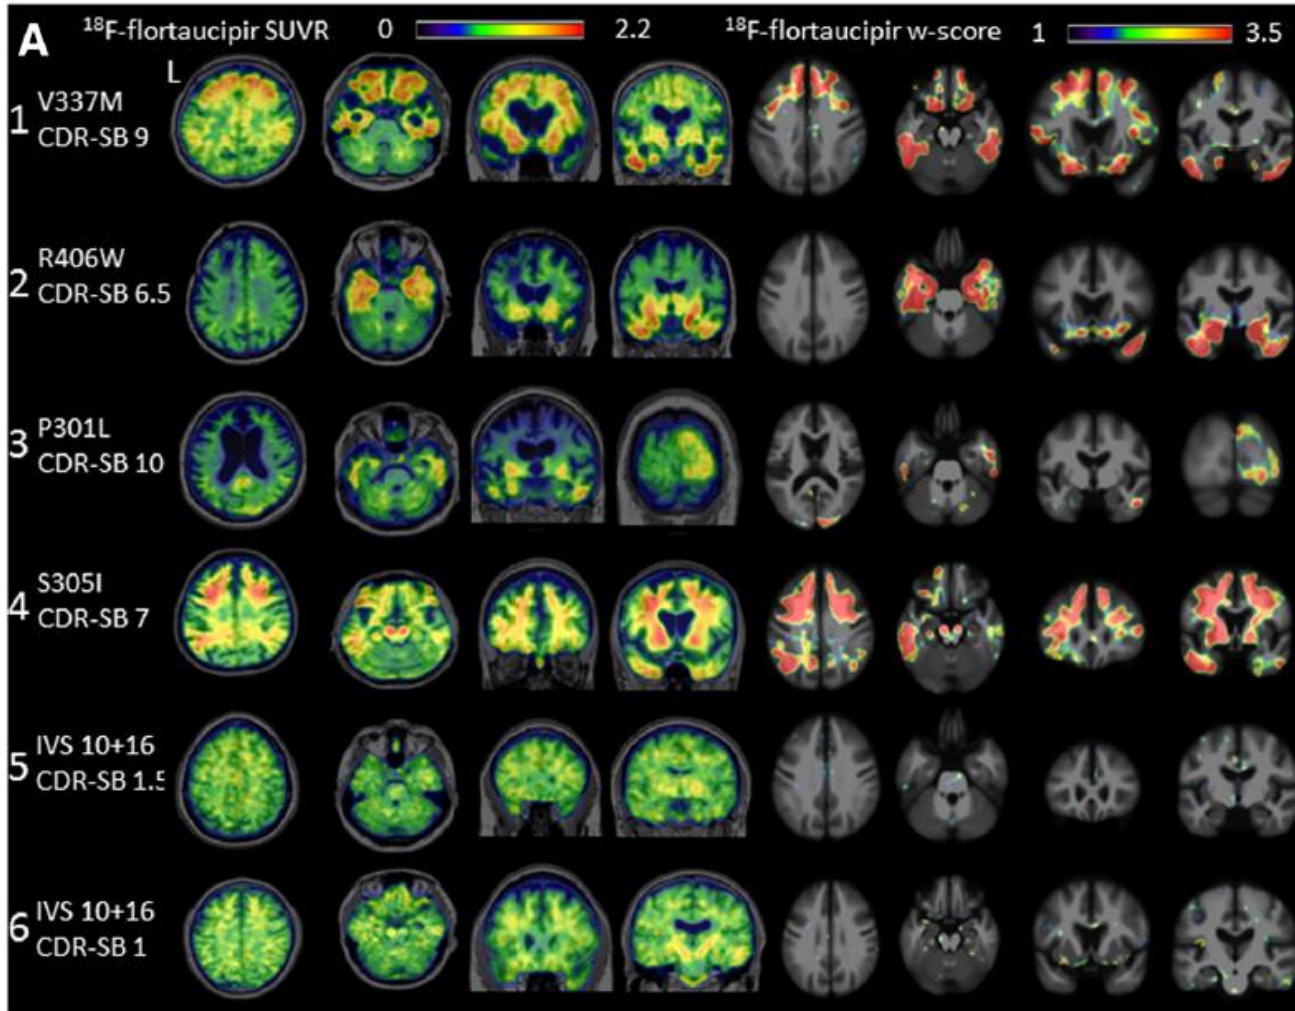 A
¹⁸F-flortaucipir SUVR 0 2.2 ¹⁸F-flortaucipir w-score 1 3.5
L
1 V337M
CDR-SB 9
2 R406W
CDR-SB 6.5
3 P301L
CDR-SB 10
4 S305I
CDR-SB 7
5 IVS 10+16
CDR-SB 1.5
6 IVS 10+16
CDR-SB 1